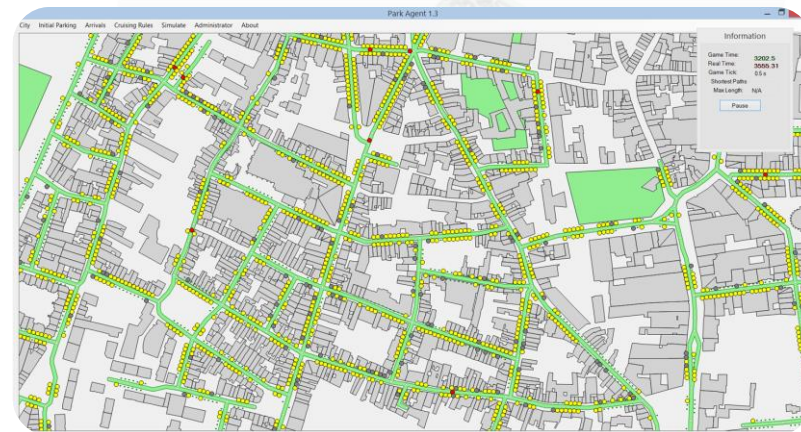 Park Agent 1.3
City Initial Parking Arrivals Cruising Rules Simulate Administrator About
Information
Game Time: 3202.5
Real Time: 3555.31
Game Tick: 0.5 s
Shortest Paths
Max Length: N/A
Pause